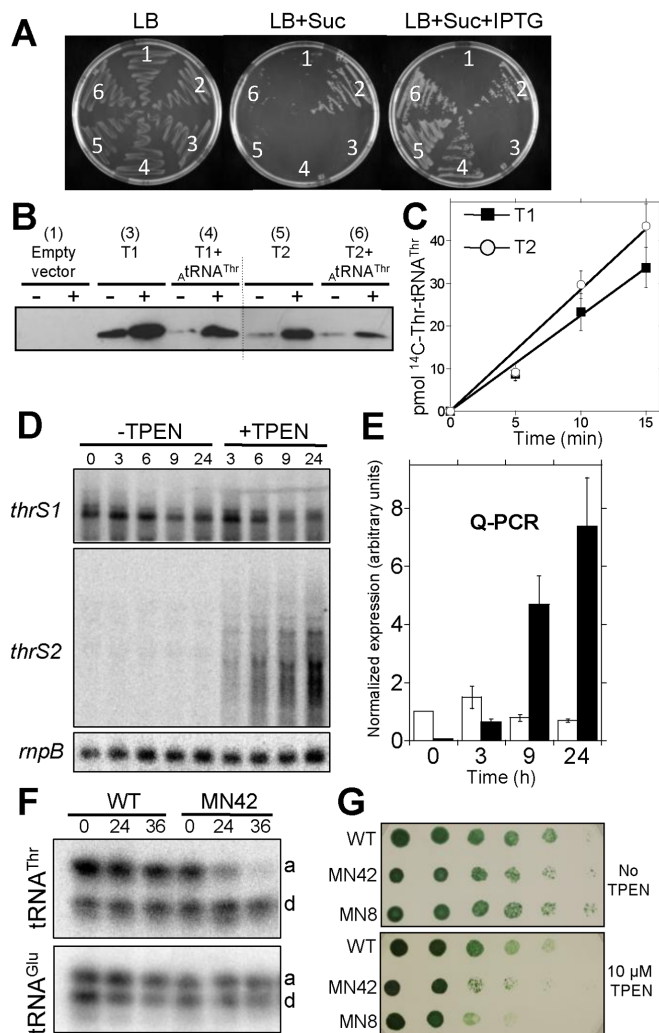 A
LB
LB+Suc
LB+Suc+IPTG
1
2
3
4
5
6
1
2
3
4
5
6
1
2
3
4
5
6
B
(1) (3) (4) (5) (6)
Empty T1 T1+ T2 T2+
vector AtRNAThr AtRNAThr
- + - + - + - + - +
C
T1
T2
pmol 14C-Thr-tRNAThr
40
30
20
10
0
0 5 10 15
Time (min)
D
-TPEN +TPEN
0 3 6 9 24 3 6 9 24
thrS1
thrS2
rnpB
E
Q-PCR
Normalized expression (arbitrary units)
8
6
4
2
0
0 3 9 24
Time (h)
F
WT MN42
0 24 36 0 24 36
tRNAThr
a
d
tRNAGlu
a
d
G
WT
MN42
MN8
No
TPEN
WT
MN42
MN8
10 µM
TPEN